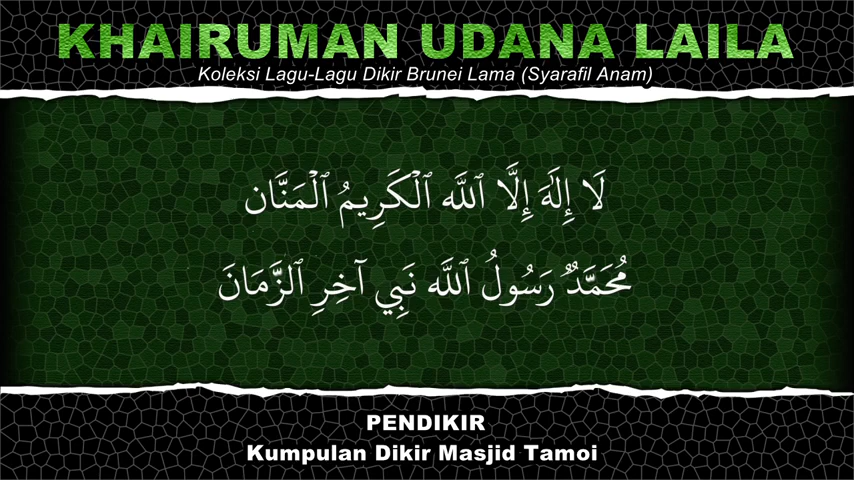 KHAIRUMAN UDANA LAILA
Koleksi Lagu-Lagu Dikir Brunei Lama (Syarafil Anam)
لَا إِلَٰهَ إِلَّا ٱللَّه ٱلْكَرِيمُ ٱلْمَنَّان
مُحَمَّدٌ رَسُولُ ٱللَّه نَبِي آخِرِ ٱلزَّمَانَ
PENDIKIR
Kumpulan Dikir Masjid Tamoi